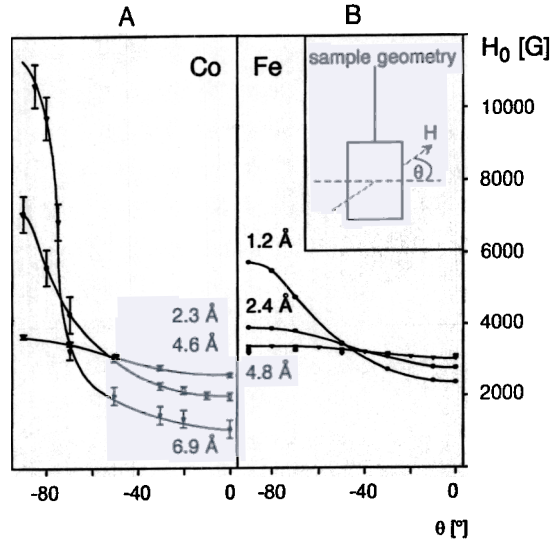 A
B
H₀ [G]
Co
Fe
sample geometry
H
θ
10000
8000
6000
4000
2000
1.2 Å
2.4 Å
4.8 Å
2.3 Å
4.6 Å
6.9 Å
-80
-40
0
-80
-40
0
θ [°]